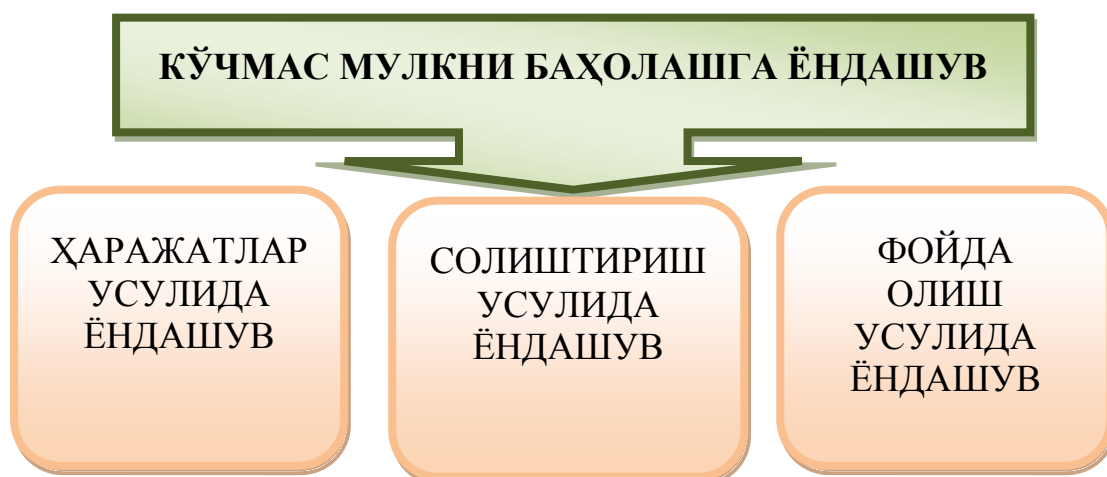 КЎЧМАС МУЛКНИ БАҲОЛАШГА ЁНДАШУВ
ҲАРАЖАТЛАР
УСУЛИДА
ЁНДАШУВ
СОЛИШТИРИШ
УСУЛИДА
ЁНДАШУВ
ФОЙДА
ОЛИШ
УСУЛИДА
ЁНДАШУВ